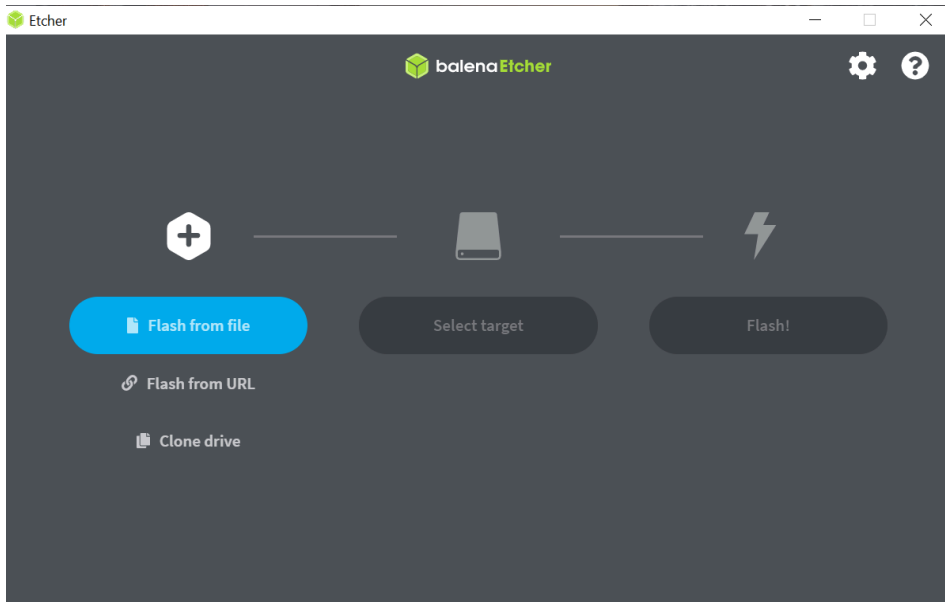 Etcher
balenaEtcher
Flash from file
Select target
Flash!
Flash from URL
Clone drive